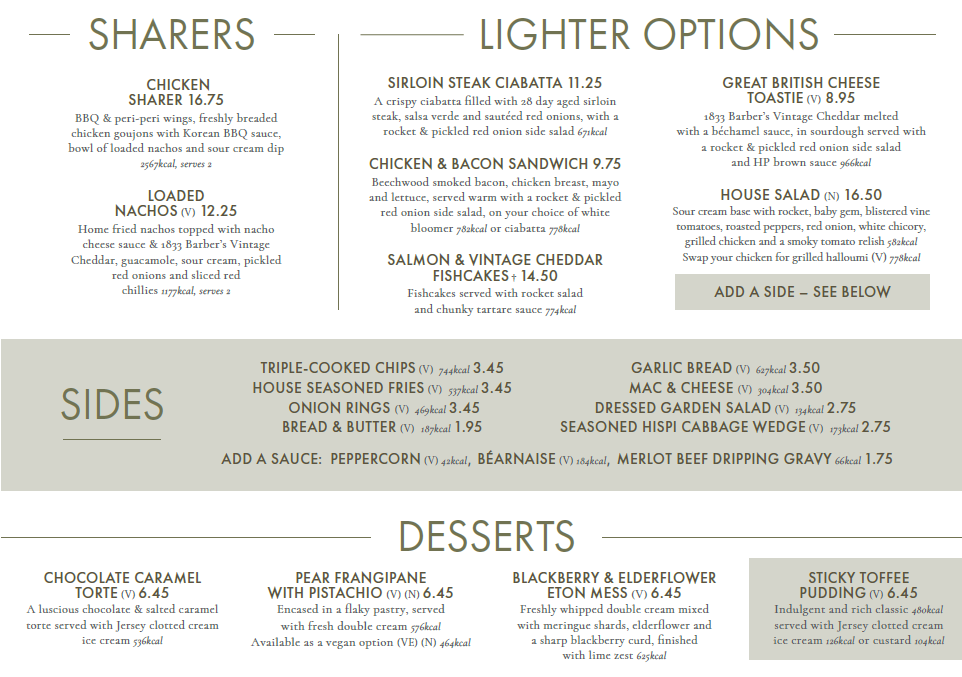 SHARERS
CHICKEN
SHARER 16.75
BBQ & peri-peri wings, freshly breaded
chicken goujons with Korean BBQ sauce,
bowl of loaded nachos and sour cream dip
2567kcal, serves 2
LOADED
NACHOS (V) 12.25
Home fried nachos topped with nacho
cheese sauce & 1833 Barber's Vintage
Cheddar, guacamole, sour cream, pickled
red onions and sliced red
chillies 1177kcal, serves 2
LIGHTER OPTIONS
SIRLOIN STEAK CIABATTA 11.25
A crispy ciabatta filled with 28 day aged sirloin
steak, salsa verde and sautéed red onions, with a
rocket & pickled red onion side salad 671kcal
CHICKEN & BACON SANDWICH 9.75
Beechwood smoked bacon, chicken breast, mayo
and lettuce, served warm with a rocket & pickled
red onion side salad, on your choice of white
bloomer 782kcal or ciabatta 778kcal
SALMON & VINTAGE CHEDDAR
FISHCAKES † 14.50
Fishcakes served with rocket salad
and chunky tartare sauce 774kcal
GREAT BRITISH CHEESE
TOASTIE (V) 8.95
1833 Barber's Vintage Cheddar melted
with a béchamel sauce, in sourdough served with
a rocket & pickled red onion side salad
and HP brown sauce 966kcal
HOUSE SALAD (N) 16.50
Sour cream base with rocket, baby gem, blistered vine
tomatoes, roasted peppers, red onion, white chicory,
grilled chicken and a smoky tomato relish 582kcal
Swap your chicken for grilled halloumi (V) 778kcal
ADD A SIDE – SEE BELOW
SIDES
TRIPLE-COOKED CHIPS (V) 744kcal 3.45
HOUSE SEASONED FRIES (V) 537kcal 3.45
ONION RINGS (V) 469kcal 3.45
BREAD & BUTTER (V) 187kcal 1.95
GARLIC BREAD (V) 627kcal 3.50
MAC & CHEESE (V) 304kcal 3.50
DRESSED GARDEN SALAD (V) 134kcal 2.75
SEASONED HISPI CABBAGE WEDGE (V) 173kcal 2.75
ADD A SAUCE: PEPPERCORN (V) 42kcal, BÉARNAISE (V) 184kcal, MERLOT BEEF DRIPPING GRAVY 66kcal 1.75
DESSERTS
CHOCOLATE CARAMEL
TORTE (V) 6.45
A luscious chocolate & salted caramel
torte served with Jersey clotted cream
ice cream 536kcal
PEAR FRANGIPANE
WITH PISTACHIO (V) (N) 6.45
Encased in a flaky pastry, served
with fresh double cream 576kcal
Available as a vegan option (VE) (N) 464kcal
BLACKBERRY & ELDERFLOWER
ETON MESS (V) 6.45
Freshly whipped double cream mixed
with meringue shards, elderflower and
a sharp blackberry curd, finished
with lime zest 625kcal
STICKY TOFFEE
PUDDING (V) 6.45
Indulgent and rich classic 480kcal
served with Jersey clotted cream
ice cream 126kcal or custard 104kcal